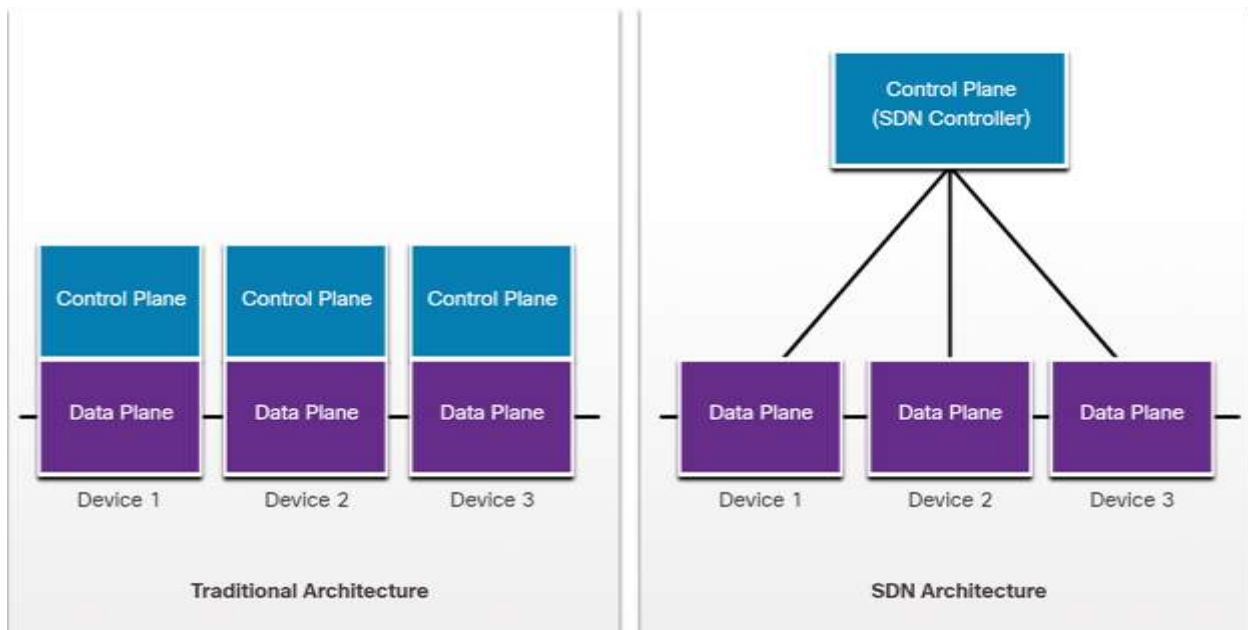 Control Plane
Control Plane
Control Plane
Data Plane
Data Plane
Data Plane
Device 1
Device 2
Device 3
Traditional Architecture
Control Plane
(SDN Controller)
Data Plane
Data Plane
Data Plane
Device 1
Device 2
Device 3
SDN Architecture